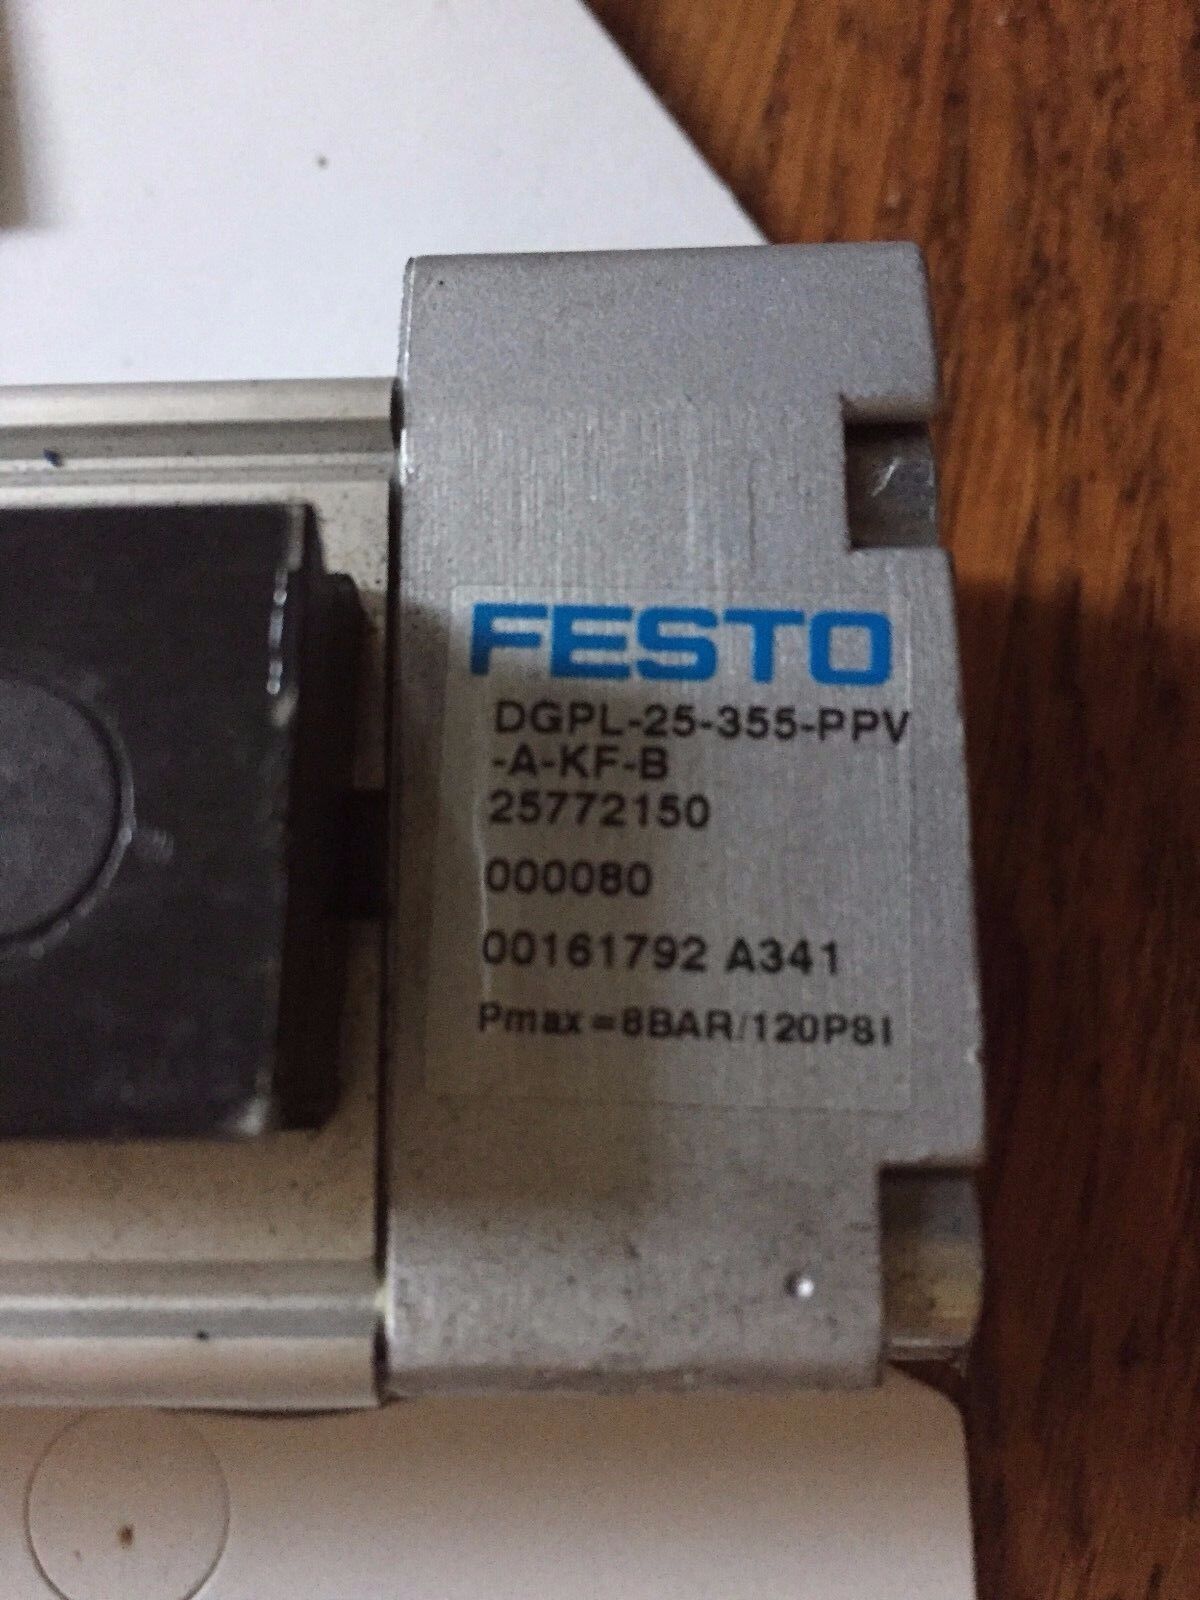 FESTO
DGPL-25-355-PPV
-A-KF-B
25772150
000080
00161792 A341
Pmax=8BAR/120PSI